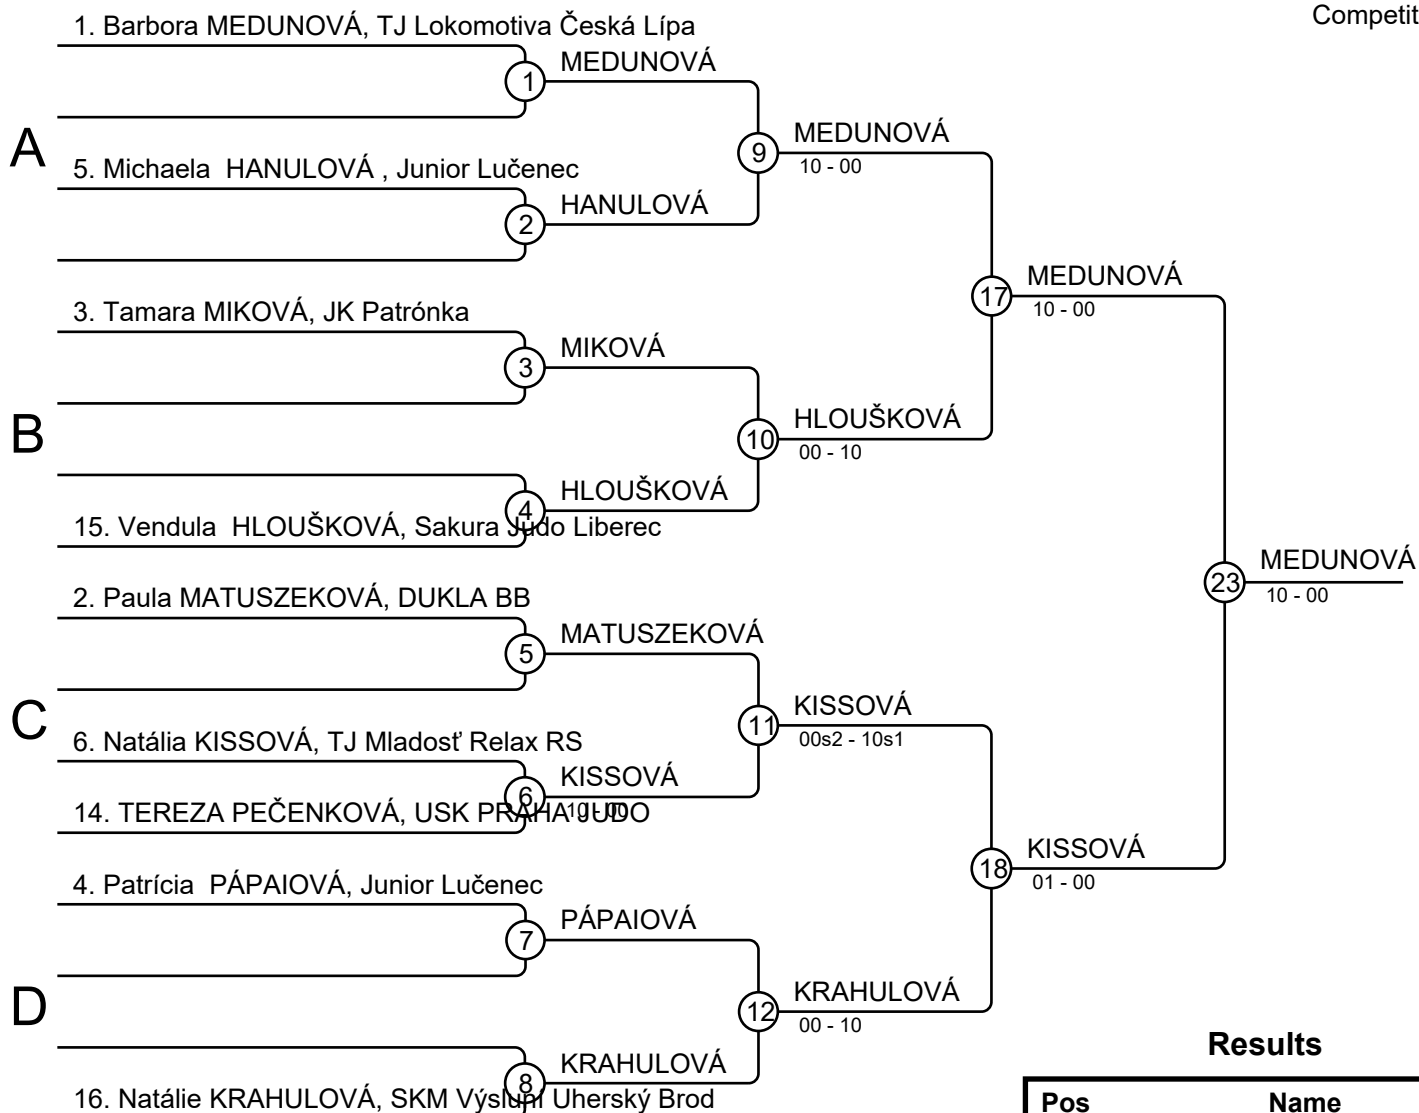 Competit
1. Barbora MEDUNOVÁ, TJ Lokomotiva Česká Lípa
1
MEDUNOVÁ
A
9
MEDUNOVÁ
10 - 00
5. Michaela  HANULOVÁ , Junior Lučenec
2
HANULOVÁ
17
MEDUNOVÁ
10 - 00
3. Tamara MIKOVÁ, JK Patrónka
3
MIKOVÁ
B
10
HLOUŠKOVÁ
00 - 10
4
HLOUŠKOVÁ
15. Vendula  HLOUŠKOVÁ, Sakura Judo Liberec
23
MEDUNOVÁ
10 - 00
2. Paula MATUSZEKOVÁ, DUKLA BB
5
MATUSZEKOVÁ
C
11
KISSOVÁ
00s2 - 10s1
6. Natália KISSOVÁ, TJ Mladosť Relax RS
6
KISSOVÁ
10 - 00
14. TEREZA PEČENKOVÁ, USK PRAHA JUDO
18
KISSOVÁ
01 - 00
4. Patrícia  PÁPAIOVÁ, Junior Lučenec
7
PÁPAIOVÁ
D
12
KRAHULOVÁ
00 - 10
8
KRAHULOVÁ
16. Natálie KRAHULOVÁ, SKM Výsluní Uherský Brod
Results
Pos Name